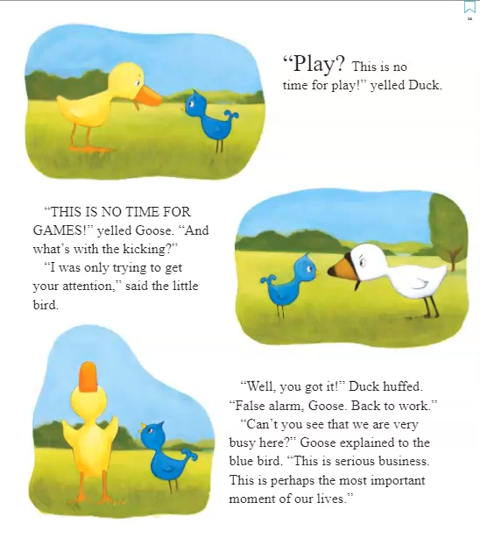 “Play? This is no
time for play!” yelled Duck.
“THIS IS NO TIME FOR
GAMES!” yelled Goose. “And
what’s with the kicking?”
“I was only trying to get
your attention,” said the little
bird.
“Well, you got it!” Duck huffed.
“False alarm, Goose. Back to work.”
“Can’t you see that we are very
busy here?” Goose explained to the
blue bird. “This is serious business.
This is perhaps the most important
moment of our lives.”